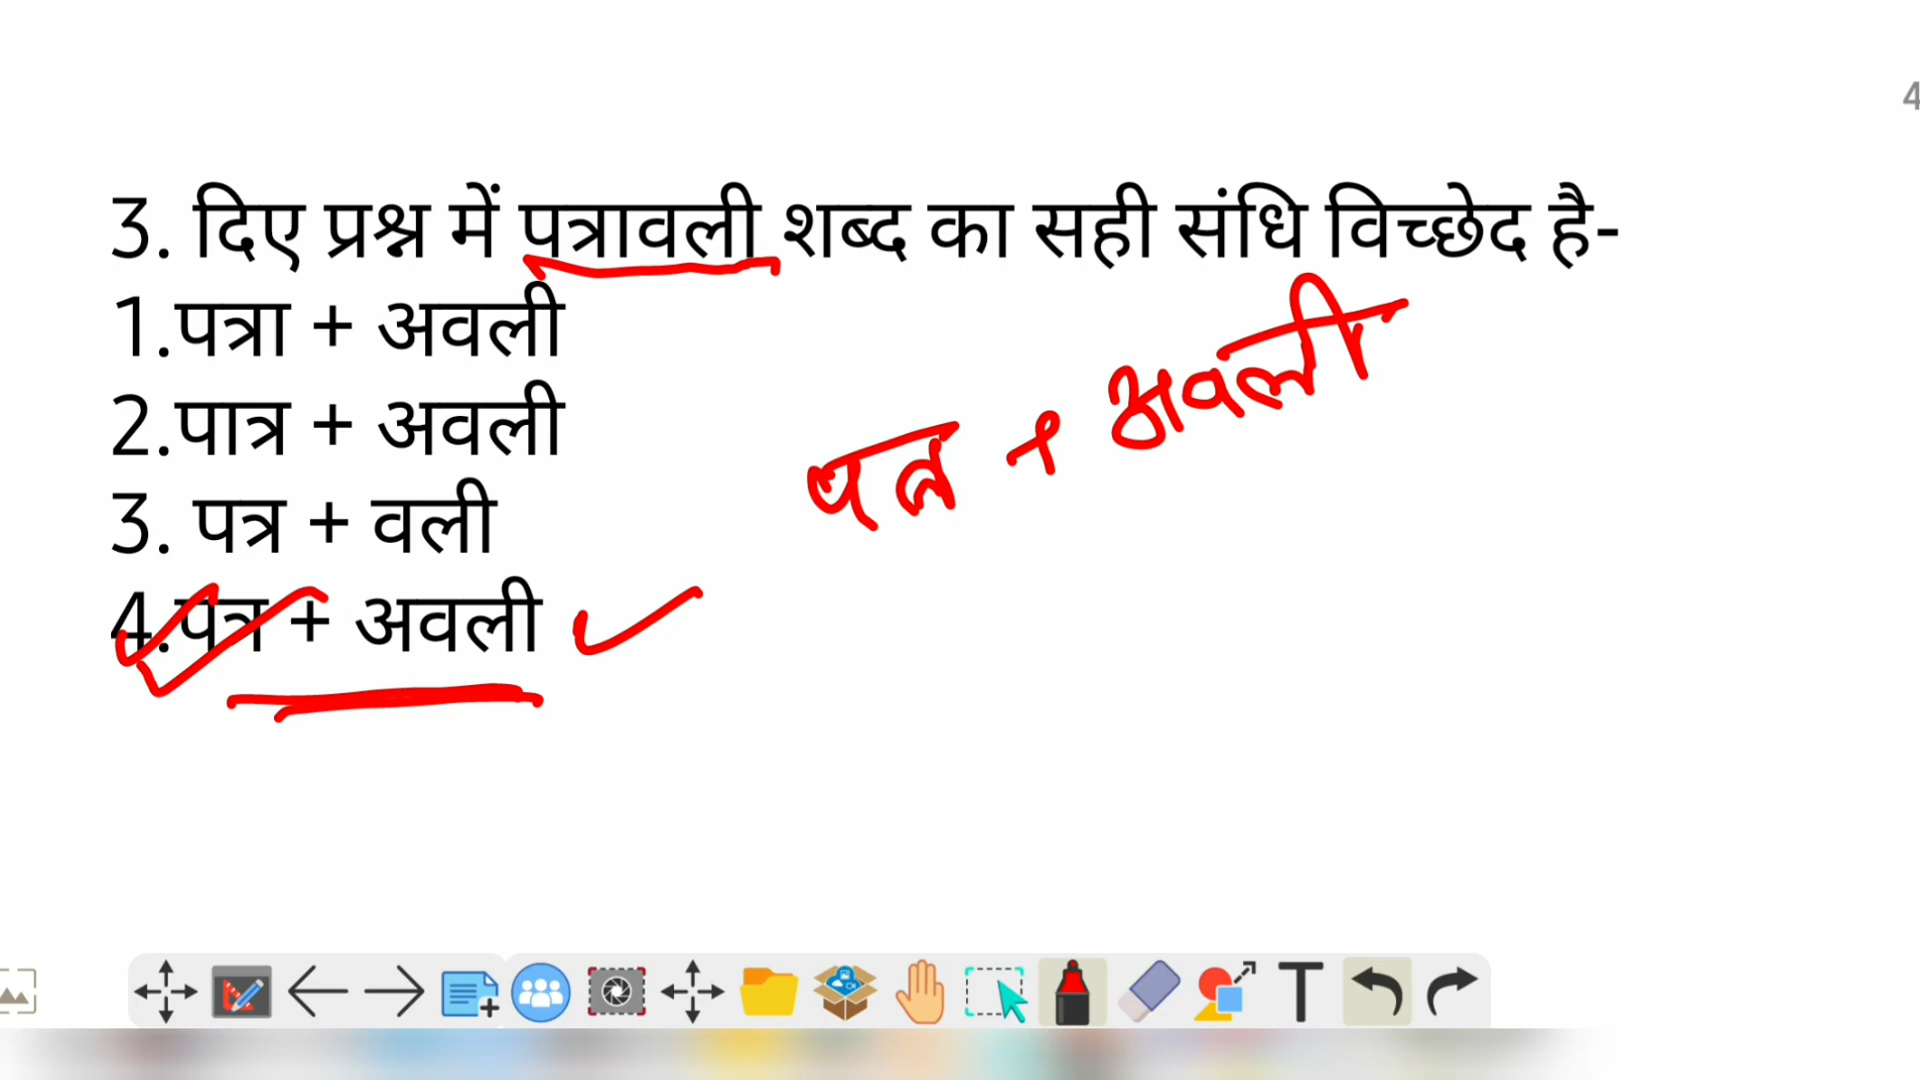 4
3. दिए प्रश्न में पत्रावली शब्द का सही संधि विच्छेद है-
1.पत्रा + अवली
2.पात्र + अवली
3. पत्र + वली
4.पत्र + अवली
पत्र + अवली
T